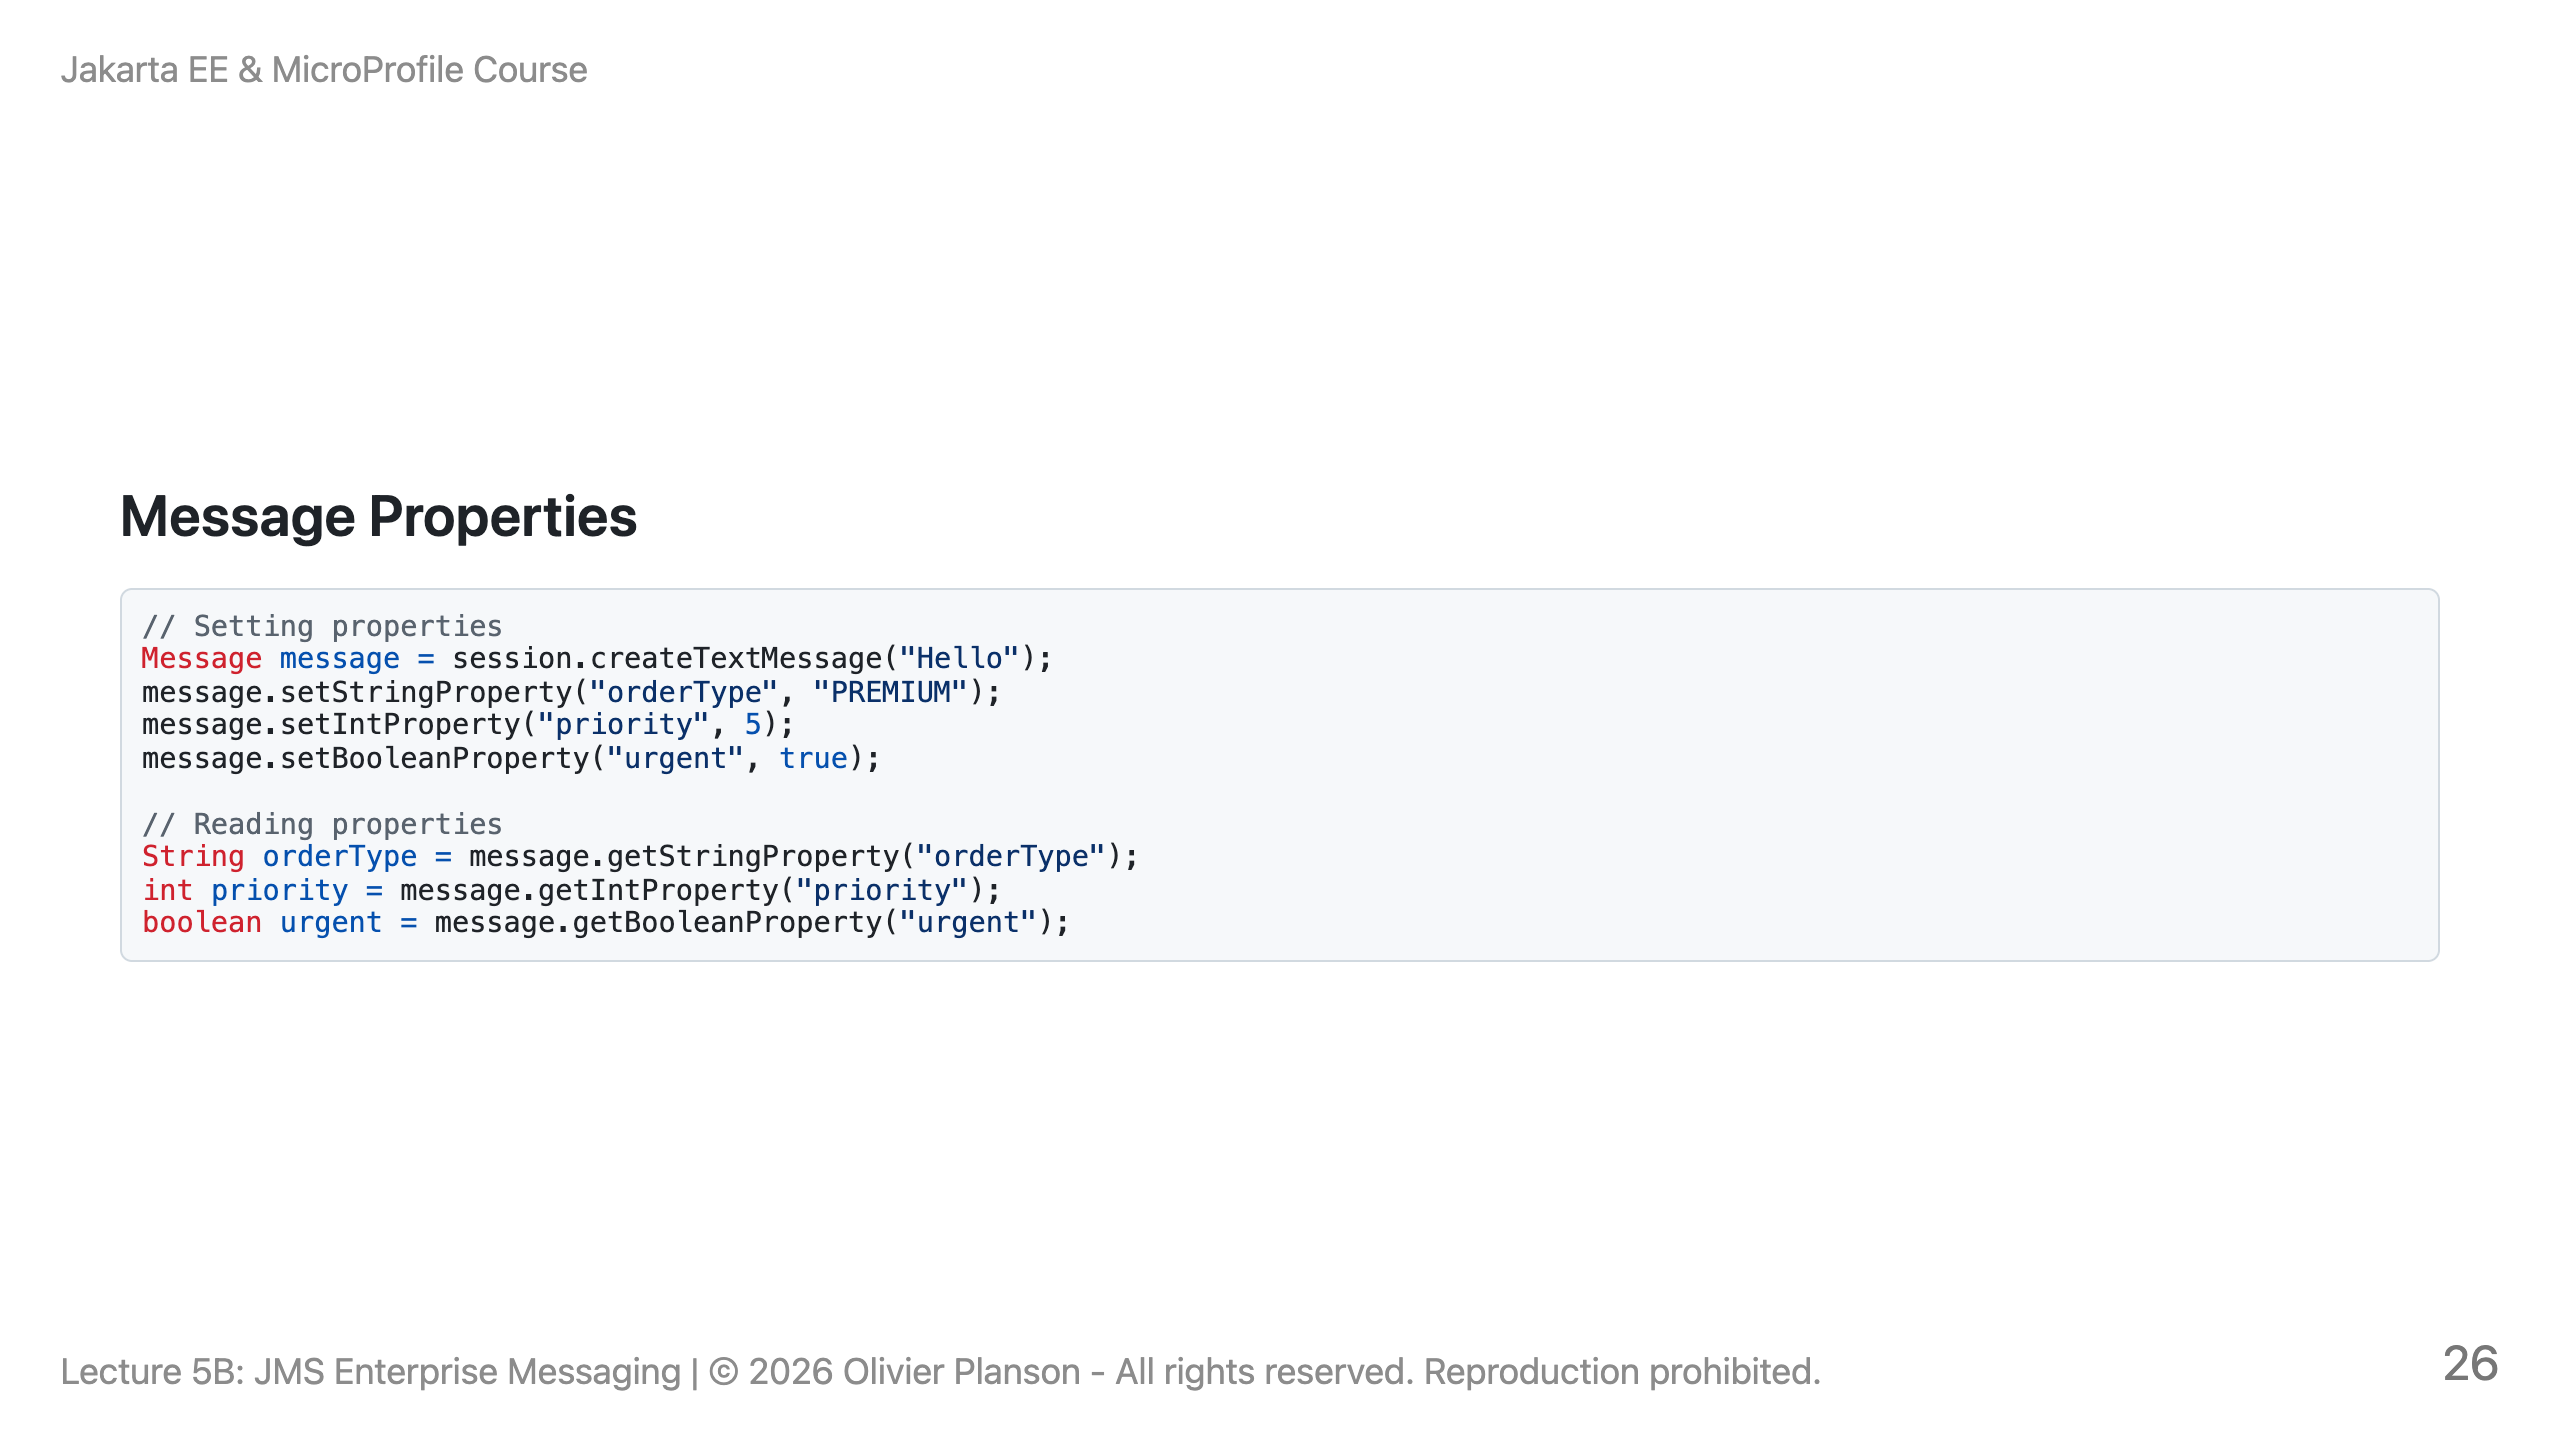 Jakarta EE & MicroProfile Course
Message Properties
// Setting properties
Message message = session.createTextMessage("Hello");
message.setStringProperty("orderType", "PREMIUM");
message.setIntProperty("priority", 5);
message.setBooleanProperty("urgent", true);

// Reading properties
String orderType = message.getStringProperty("orderType");
int priority = message.getIntProperty("priority");
boolean urgent = message.getBooleanProperty("urgent");
Lecture 5B: JMS Enterprise Messaging | © 2026 Olivier Planson - All rights reserved. Reproduction prohibited.
26